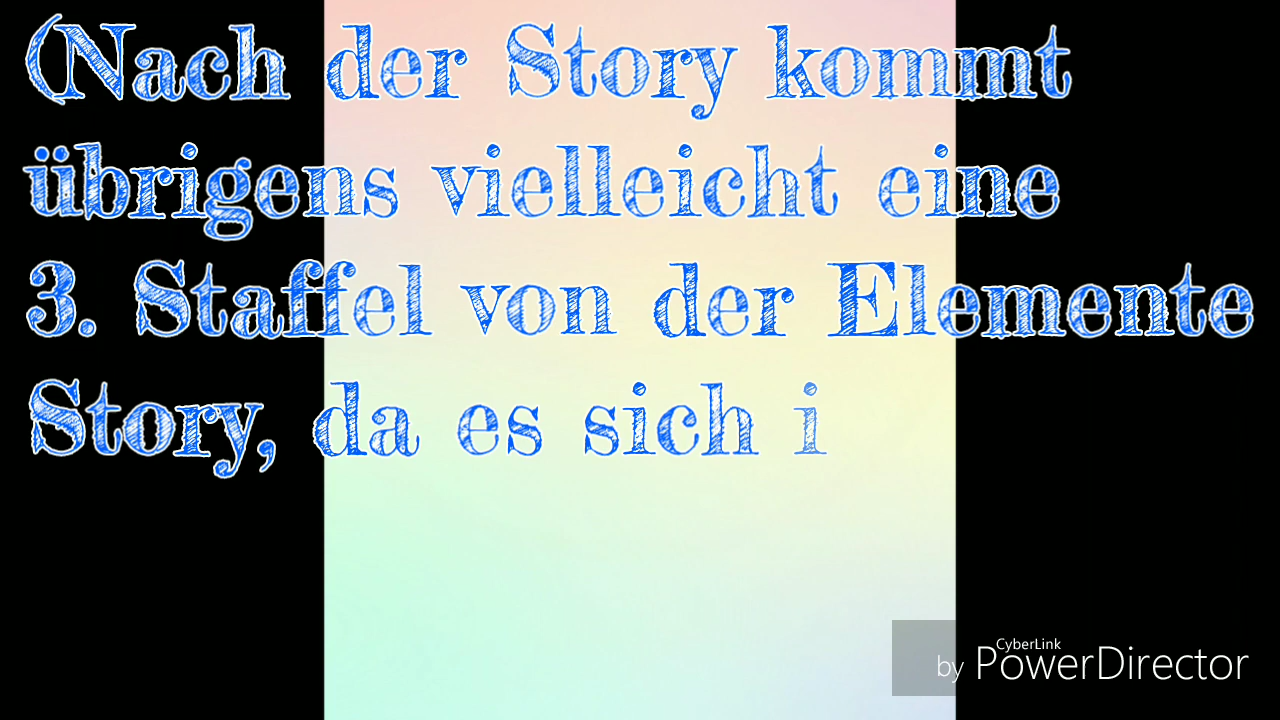 (Nach der Story kommt
übrigens vielleicht eine
3. Staffel von der Elemente
Story, da es sich i
by CyberLink PowerDirector